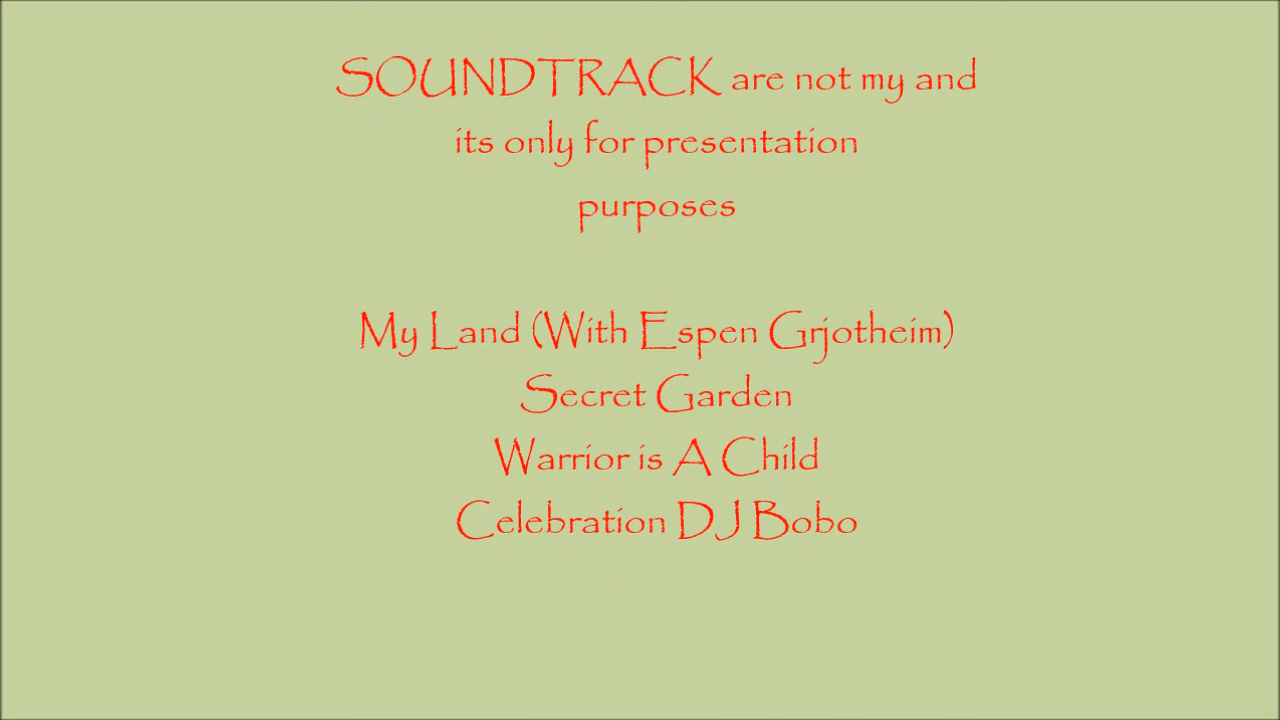 SOUNDTRACK are not my and
its only for presentation
purposes
My Land (With Espen Grjotheim)
Secret Garden
Warrior is A Child
Celebration DJ Bobo